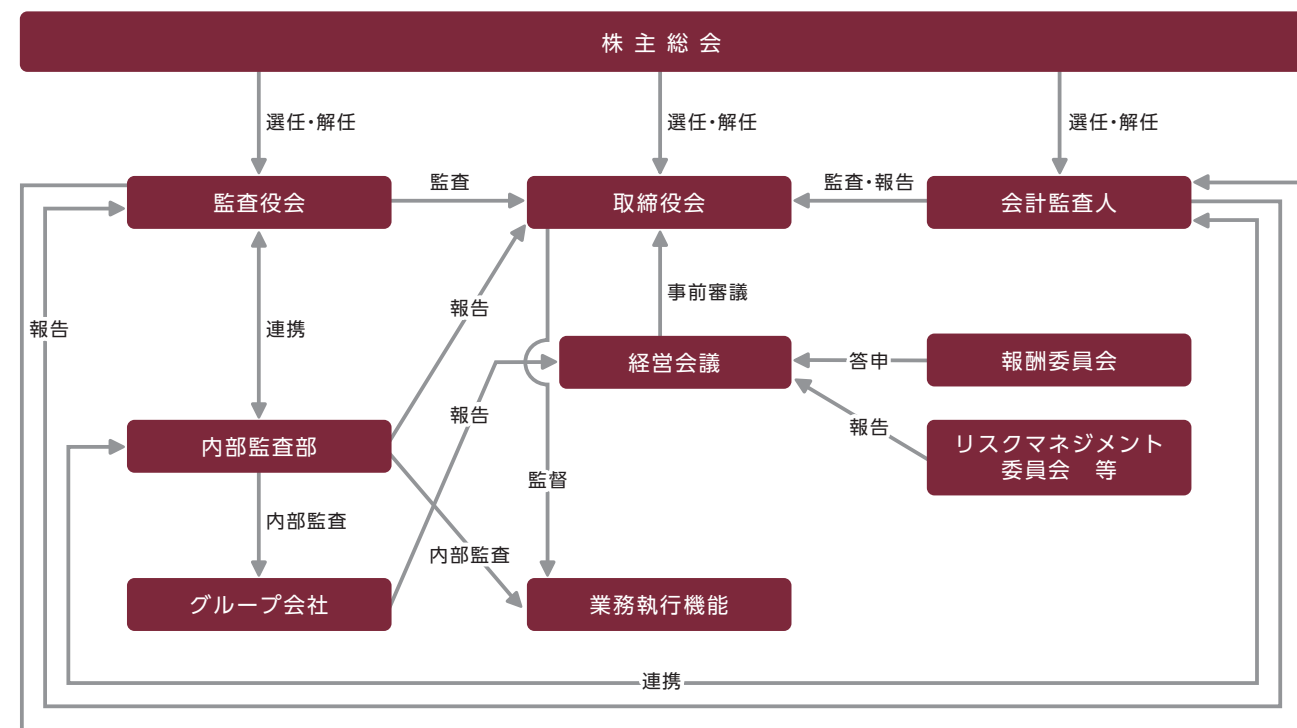 株主総会
選任・解任
選任・解任
選任・解任
監査役会
監査
取締役会
監査・報告
会計監査人
報告
連携
報告
事前審議
経営会議
答申
報酬委員会
報告
報告
リスクマネジメント
委員会　等
内部監査部
監督
内部監査
内部監査
グループ会社
業務執行機能
連携